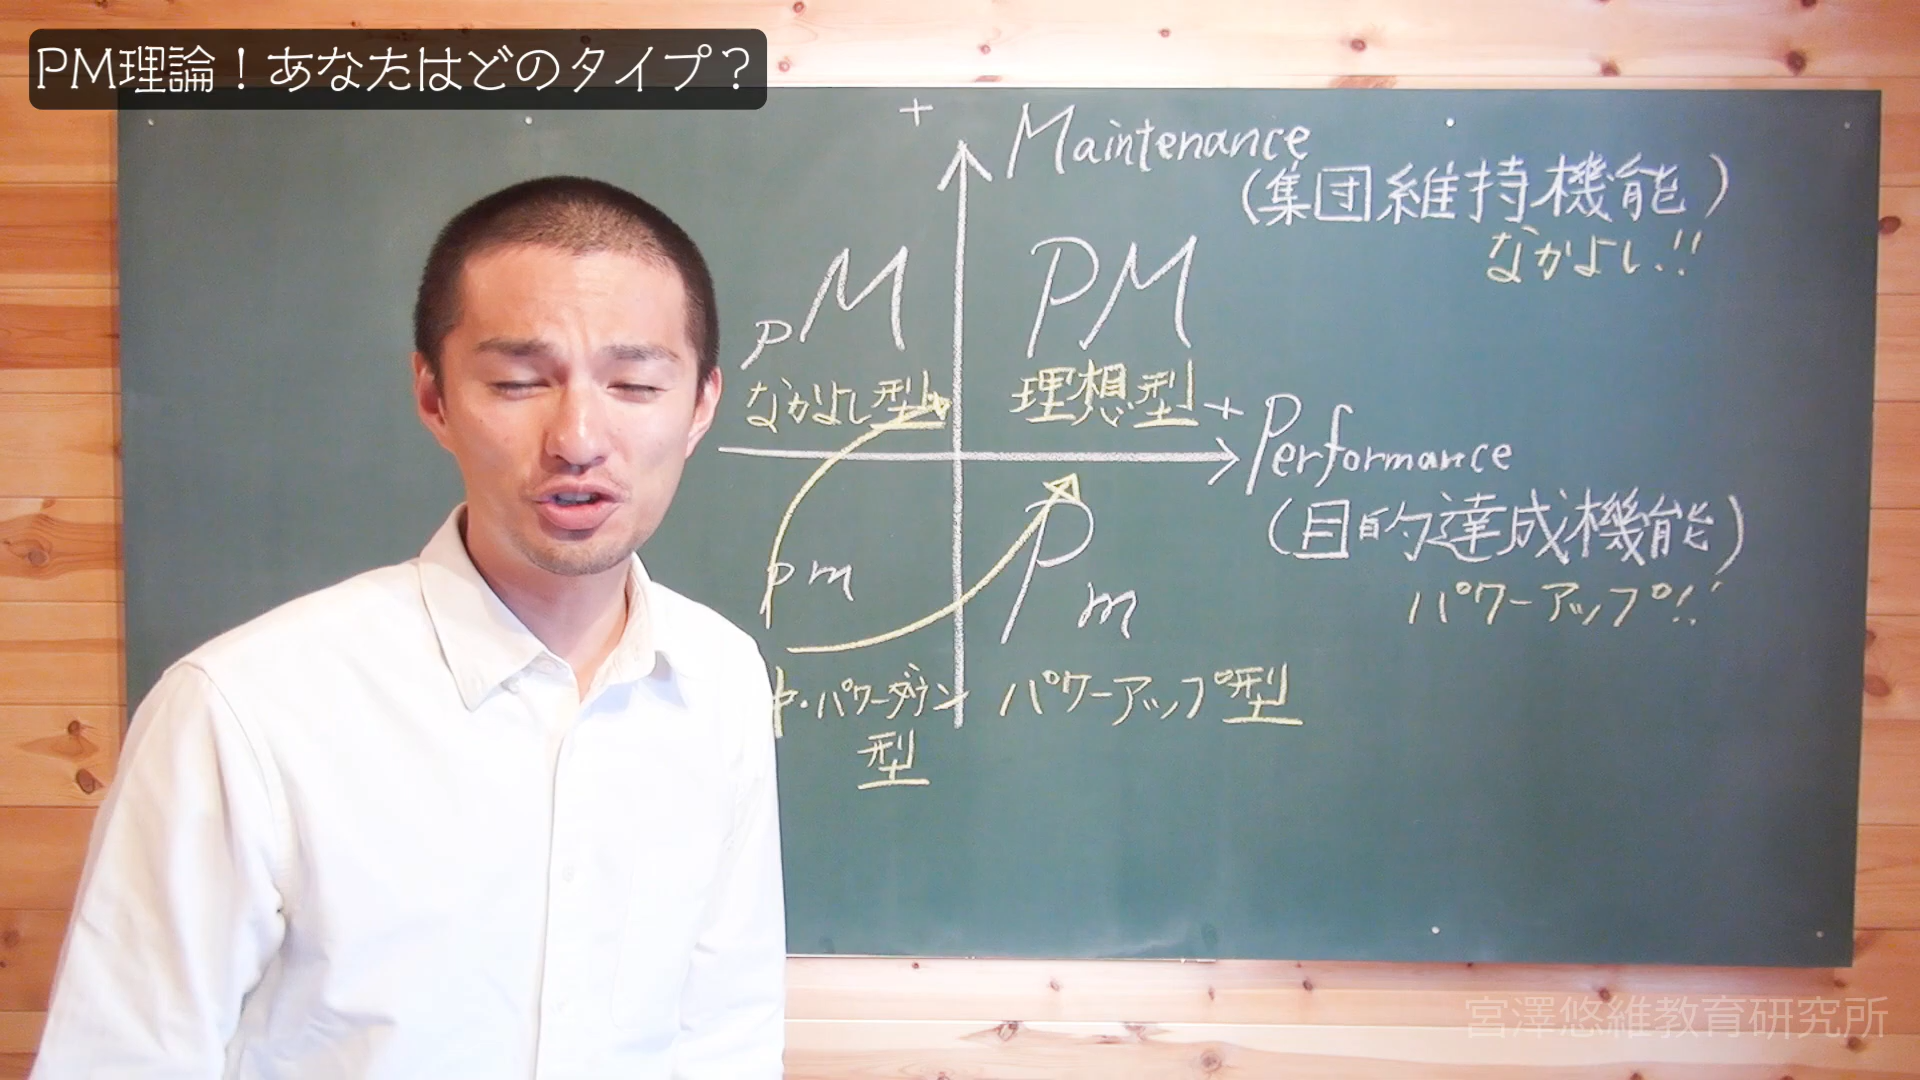 PM理論！あなたはどのタイプ？
+
Maintenance
(集団維持機能)
なかよし!!
pM
PM
なかよし型
理想型
+
Performance
(目的達成機能)
パワーアップ!!
pm
Pm
・パワーダウン
型
パワーアップ型
宮澤悠維教育研究所